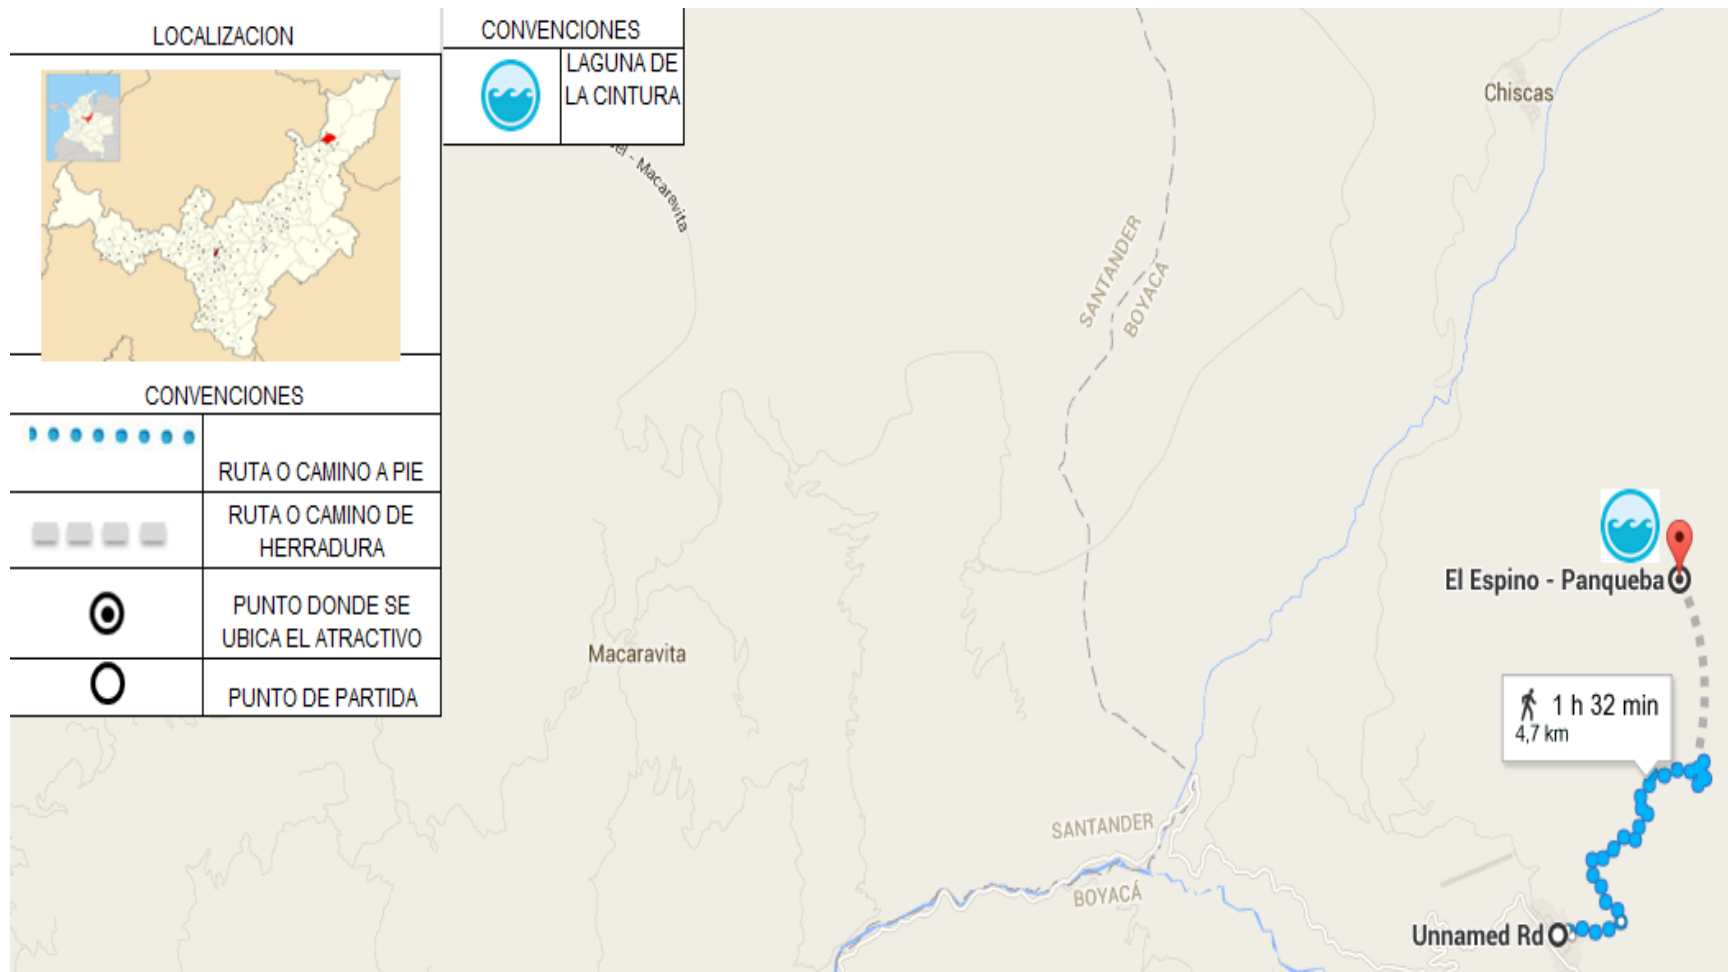 LOCALIZACION
CONVENCIONES
RUTA O CAMINO A PIE
RUTA O CAMINO DE
HERRADURA
PUNTO DONDE SE
UBICA EL ATRACTIVO
PUNTO DE PARTIDA
CONVENCIONES
LAGUNA DE
LA CINTURA
- Macaravita
Chiscas
SANTANDER
BOYACÁ
El Espino - Panqueba
Macaravita
1 h 32 min
4,7 km
SANTANDER
BOYACÁ
Unnamed Rd